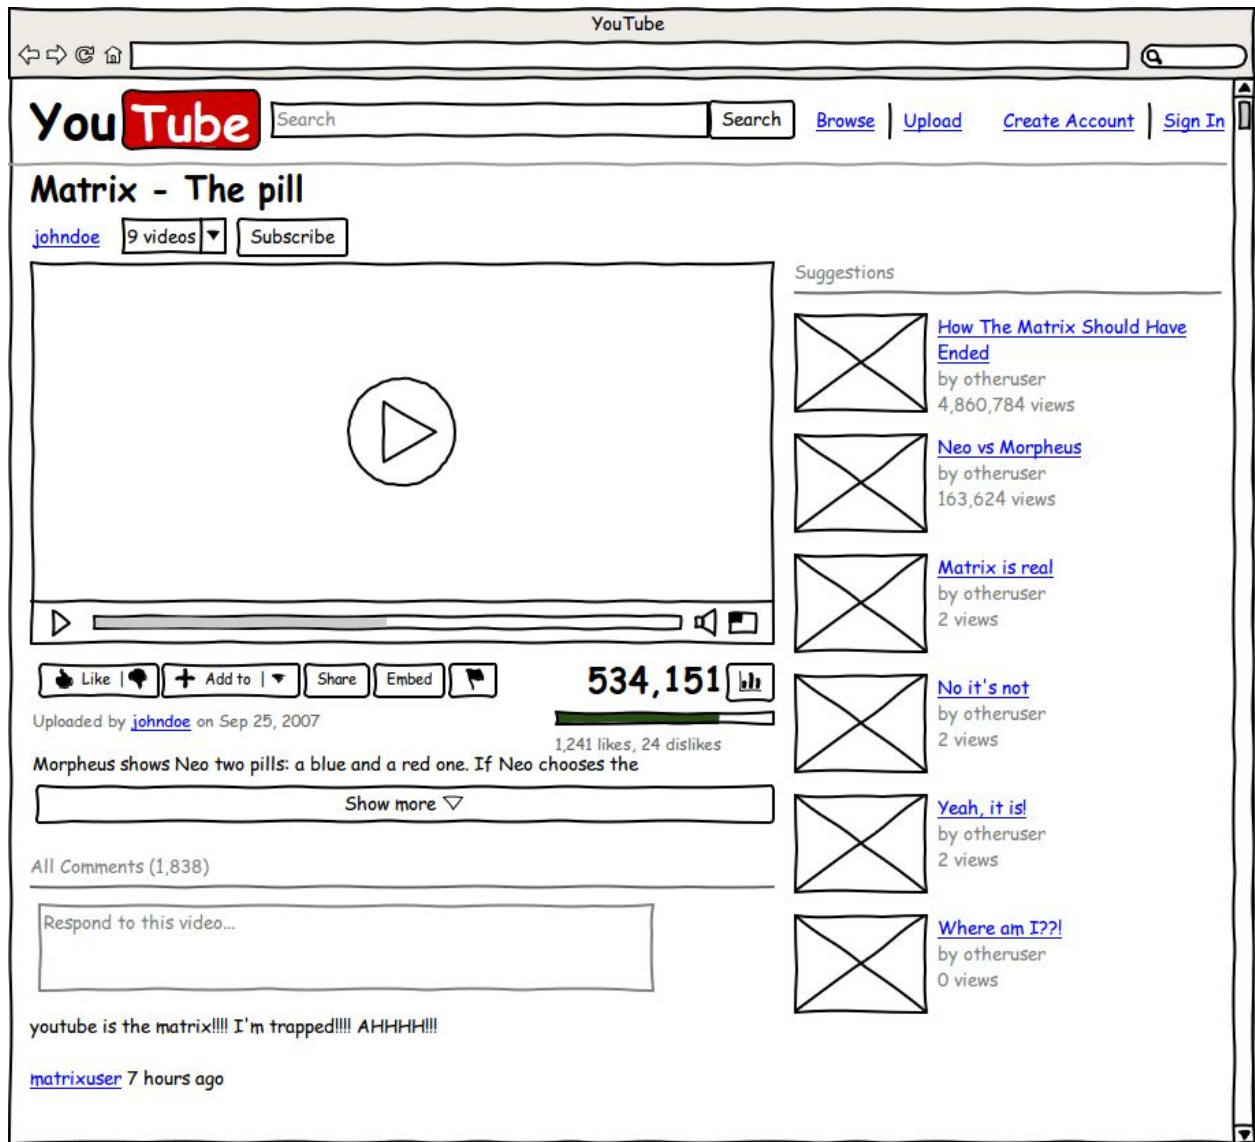 YouTube
You Tube
Search
Search
Browse
Upload
Create Account
Sign In
Matrix - The pill
johndoe
9 videos
Subscribe
Suggestions
How The Matrix Should Have
Ended
by otheruser
4,860,784 views
Neo vs Morpheus
by otheruser
163,624 views
Matrix is real
by otheruser
2 views
No it's not
by otheruser
2 views
Yeah, it is!
by otheruser
2 views
Where am I??!
by otheruser
0 views
Like |
Add to |
Share
Embed
534,151
Uploaded by johndoe on Sep 25, 2007
1,241 likes, 24 dislikes
Morpheus shows Neo two pills: a blue and a red one. If Neo chooses the
Show more
All Comments (1,838)
Respond to this video...
youtube is the matrix!!!! I'm trapped!!!! AHHHH!!!
matrixuser 7 hours ago